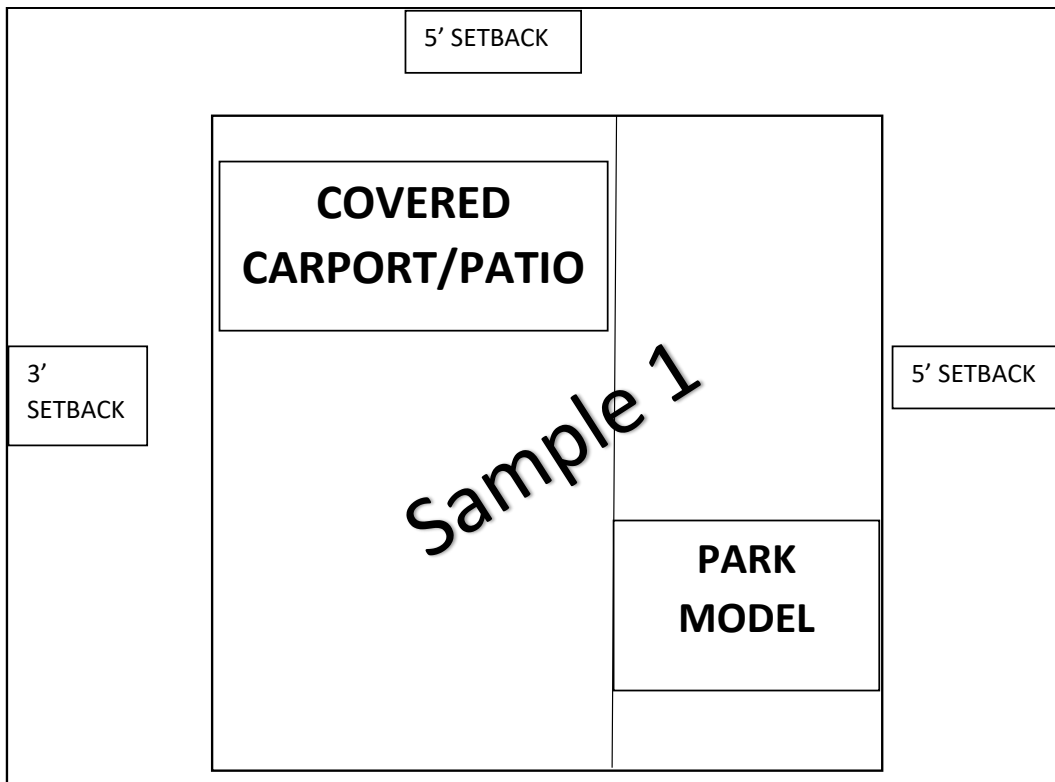 5’ SETBACK
COVERED
CARPORT/PATIO
3’
SETBACK
5’ SETBACK
Sample 1
PARK
MODEL